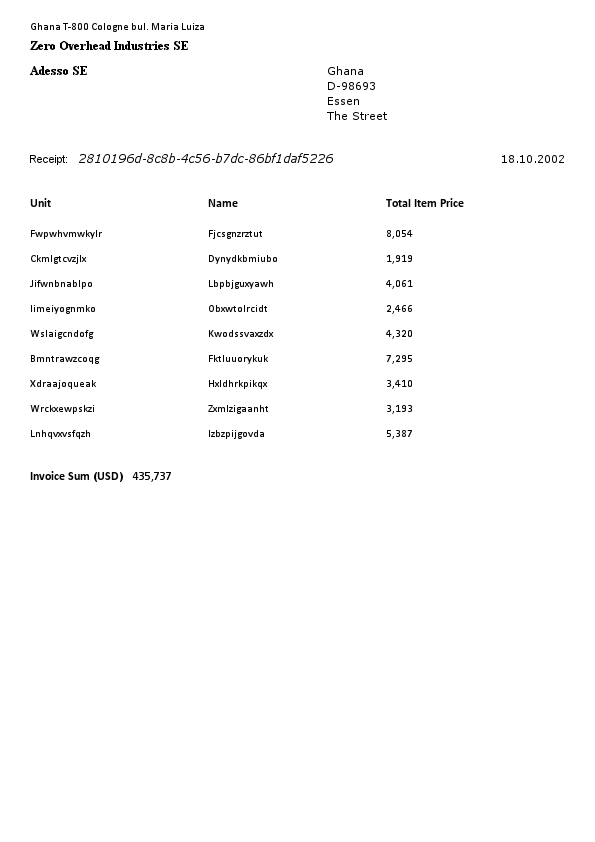 Ghana T-800 Cologne bul. Maria Luiza
Zero Overhead Industries SE
Adesso SE
Ghana
D-98693
Essen
The Street
Receipt: 2810196d-8c8b-4c56-b7dc-86bf1daf5226 18.10.2002
Unit Name Total Item Price
Fwpwhvmwkylr Fjcsgnzrztut 8,054
Ckmlgtcvzjlx Dynydkbmiubo 1,919
Jifwnbnablpo Lbpbjguxyawh 4,061
Iimeiyognmko Obxwtolrcidt 2,466
Wslaigcndofg Kwodssvaxzdx 4,320
Bmntrawzcoqg Fktluuorykuk 7,295
Xdraajoqueak Hxldhrkpikqx 3,410
Wrckxewpskzi Zxmlzigaanht 3,193
Lnhqvxvsfqzh Izbzpijgovda 5,387
Invoice Sum (USD) 435,737